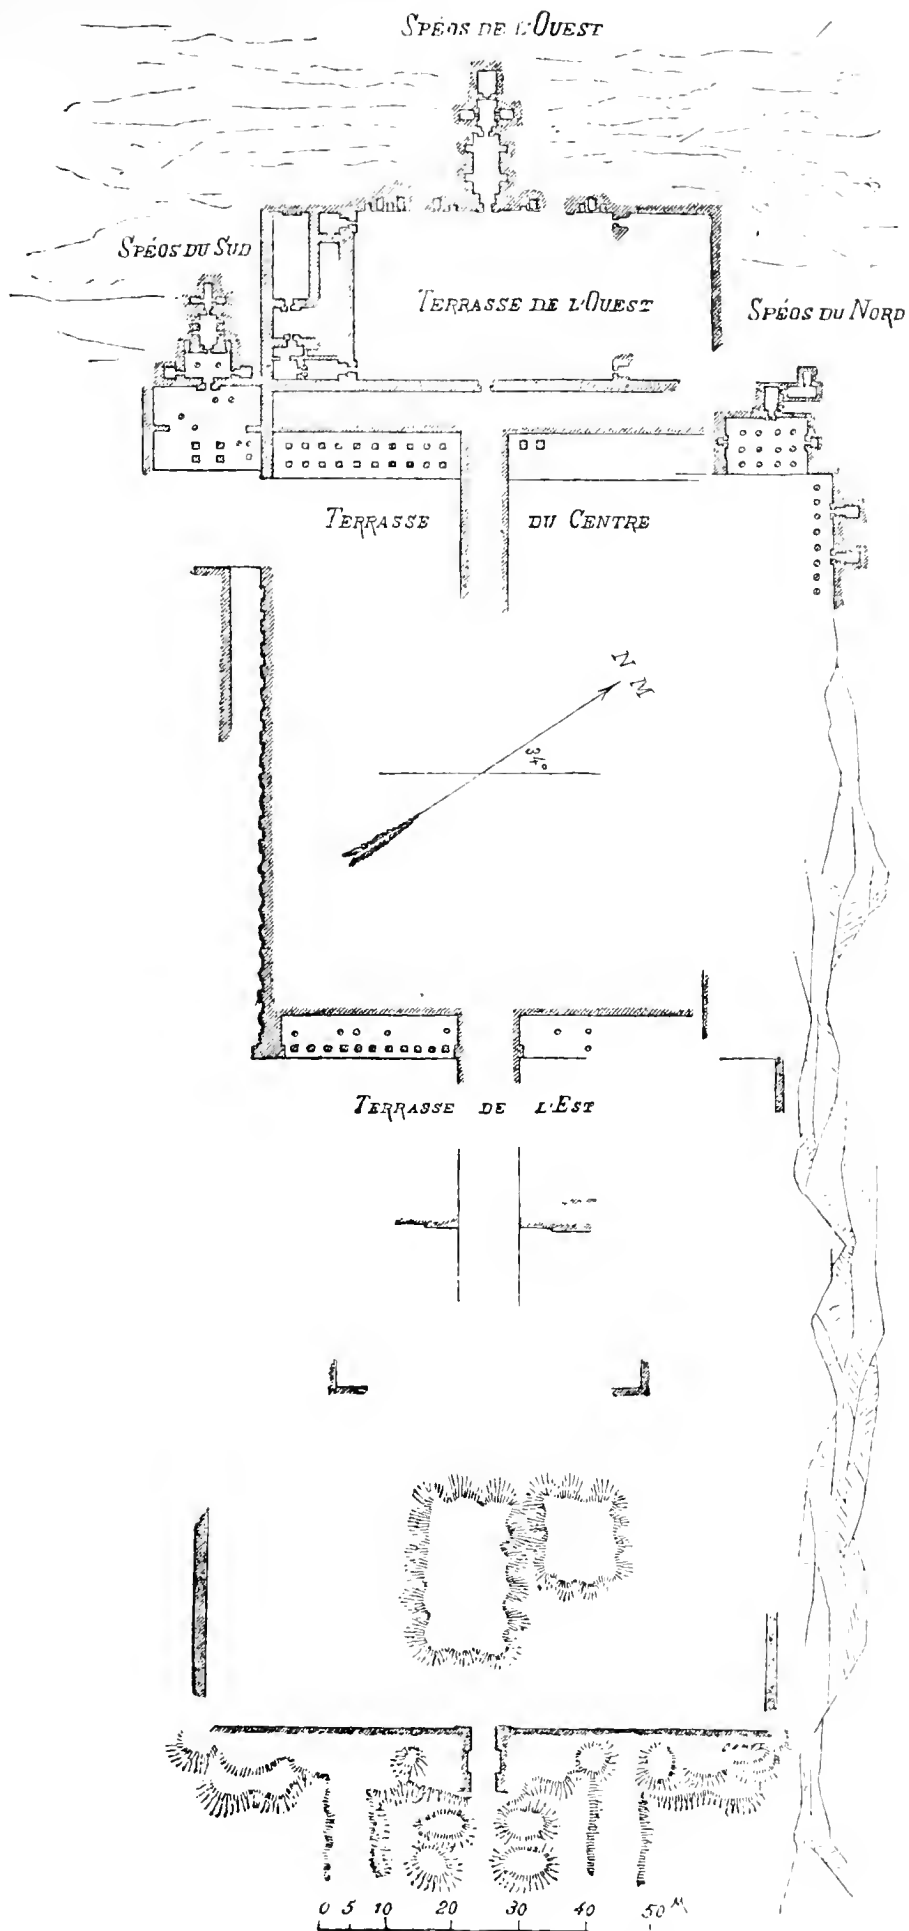 SPÉOS DE L'OUEST
SPÉOS DU SUD
TERRASSE DE L'OUEST
SPÉOS DU NORD
TERRASSE DU CENTRE
N M
34°
TERRASSE DE L'EST
0 5 10 20 30 40 50 M